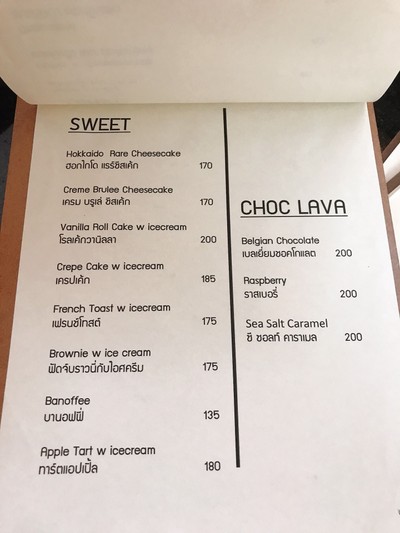 SWEET
Hokkaido Rare Cheesecake
ฮอกไกโด แรร์ชีสเค้ก 170
Creme Brulee Cheesecake
เครม บรูเล่ ชีสเค้ก 170
Vanilla Roll Cake w icecream
โรลเค้กวานิลลา 200
Crepe Cake w icecream
เครปเค้ก 185
French Toast w icecream
เฟรนช์โทสต์ 175
Brownie w ice cream
ฟัดจ์บราวนี่กับไอศครีม 175
Banoffee
บานอฟฟี่ 135
Apple Tart w icecream
ทาร์ตแอปเปิ้ล 180
CHOC LAVA
Belgian Chocolate
เบลเยี่ยมชอคโกแลต 200
Raspberry
ราสเบอรี่ 200
Sea Salt Caramel
ซี ซอลท์ คาราเมล 200